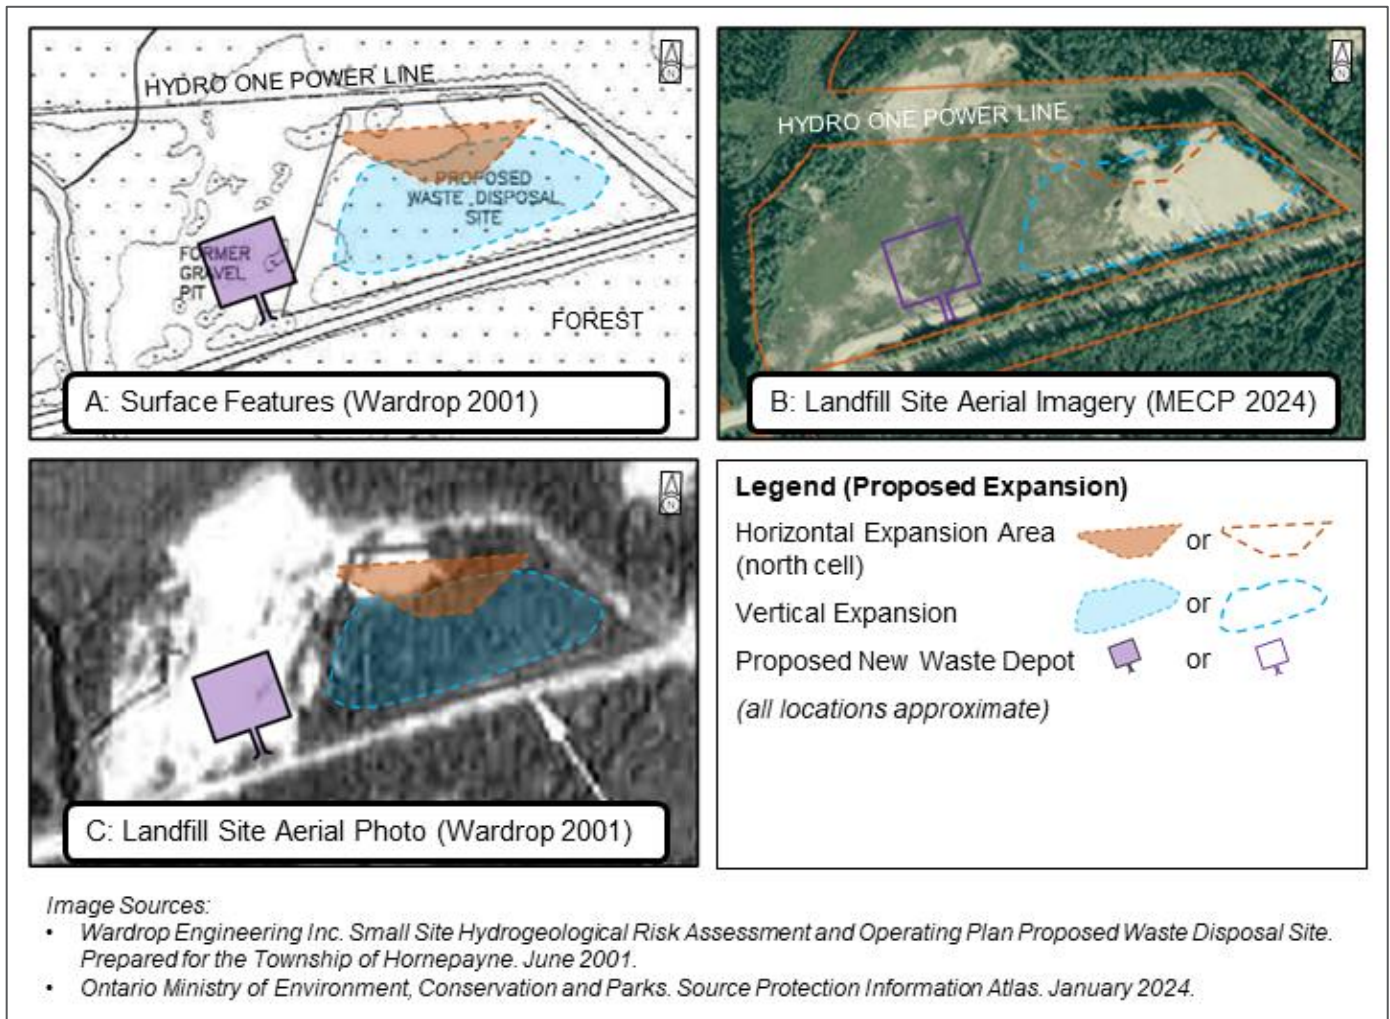 HYDRO ONE POWER LINE
PROPOSED
WASTE DISPOSAL
SITE
FORMER
GRAVEL
PIT
FOREST
N
A: Surface Features (Wardrop 2001)
HYDRO ONE POWER LINE
N
B: Landfill Site Aerial Imagery (MECP 2024)
N
C: Landfill Site Aerial Photo (Wardrop 2001)
Legend (Proposed Expansion)
Horizontal Expansion Area or
(north cell)
Vertical Expansion or
Proposed New Waste Depot or
(all locations approximate)
Image Sources:
• Wardrop Engineering Inc. Small Site Hydrogeological Risk Assessment and Operating Plan Proposed Waste Disposal Site.
Prepared for the Township of Hornepayne. June 2001.
• Ontario Ministry of Environment, Conservation and Parks. Source Protection Information Atlas. January 2024.